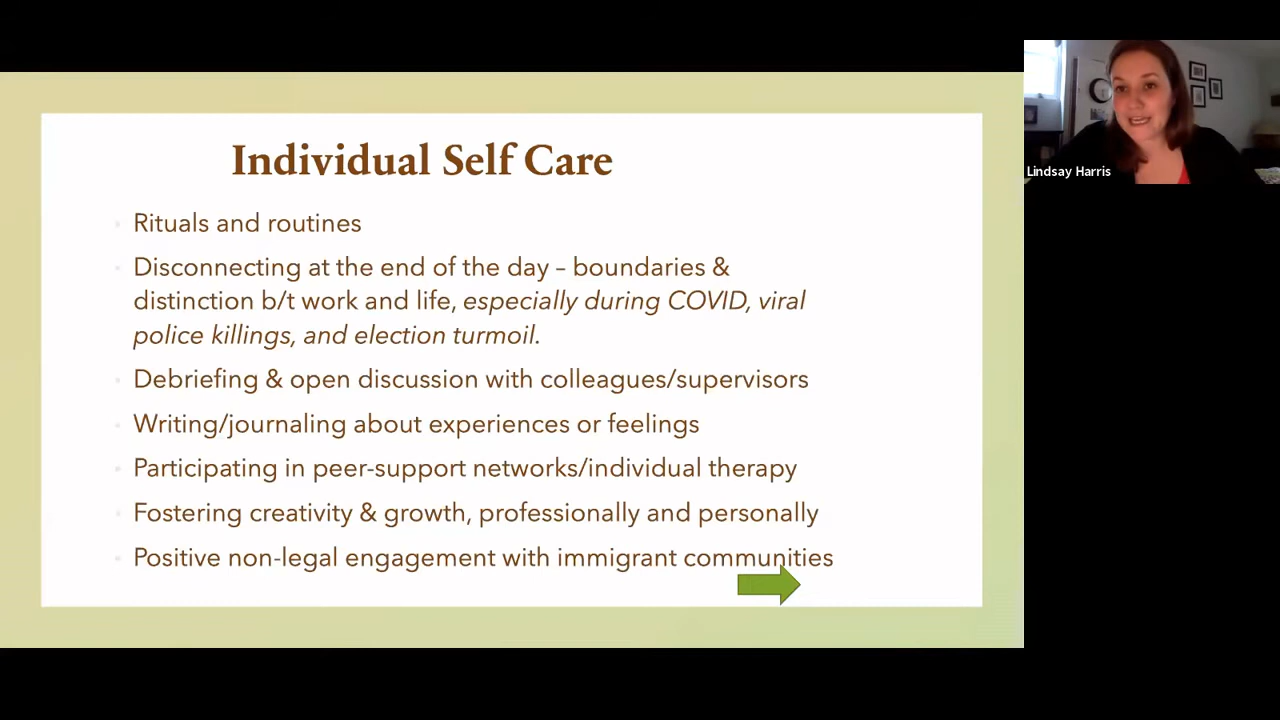 Individual Self Care
Rituals and routines
Disconnecting at the end of the day – boundaries &
distinction b/t work and life, especially during COVID, viral
police killings, and election turmoil.
Debriefing & open discussion with colleagues/supervisors
Writing/journaling about experiences or feelings
Participating in peer-support networks/individual therapy
Fostering creativity & growth, professionally and personally
Positive non-legal engagement with immigrant communities
Lindsay Harris